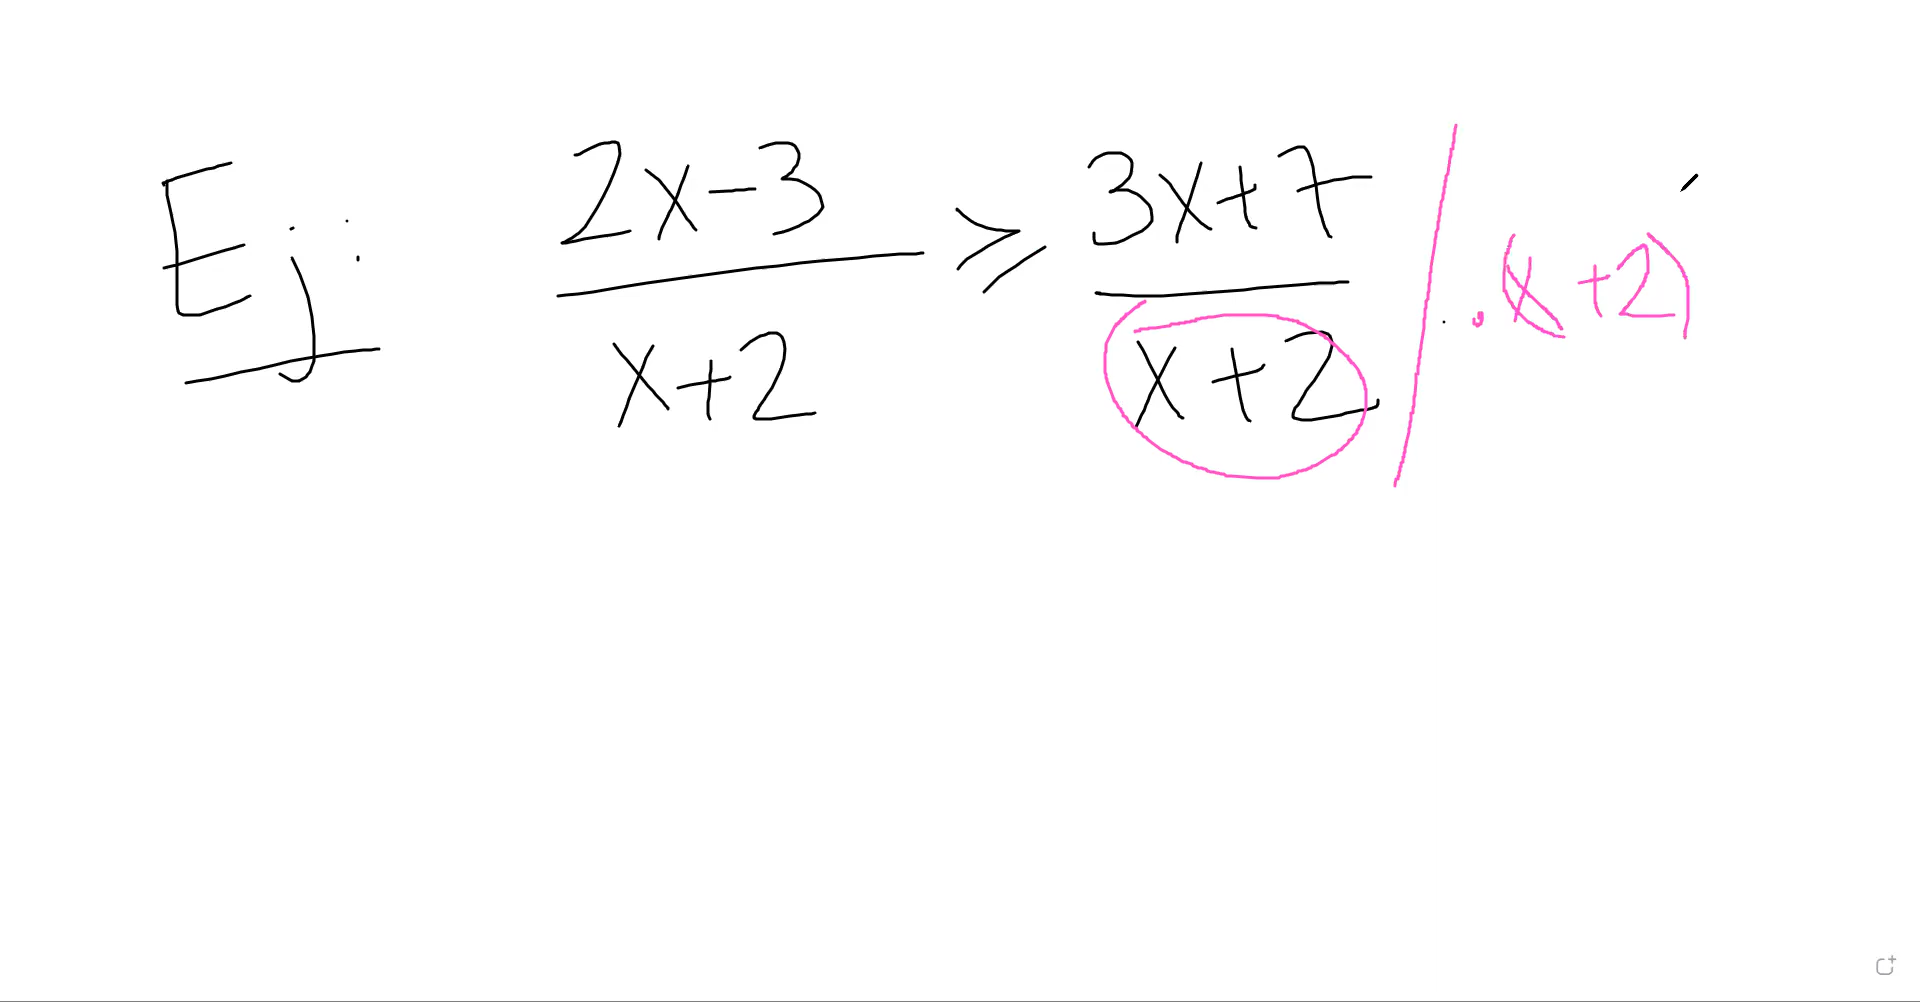 Ej: (2x-3)/(x+2) ≥ (3x+7)/(x+2) / ·(x+2)